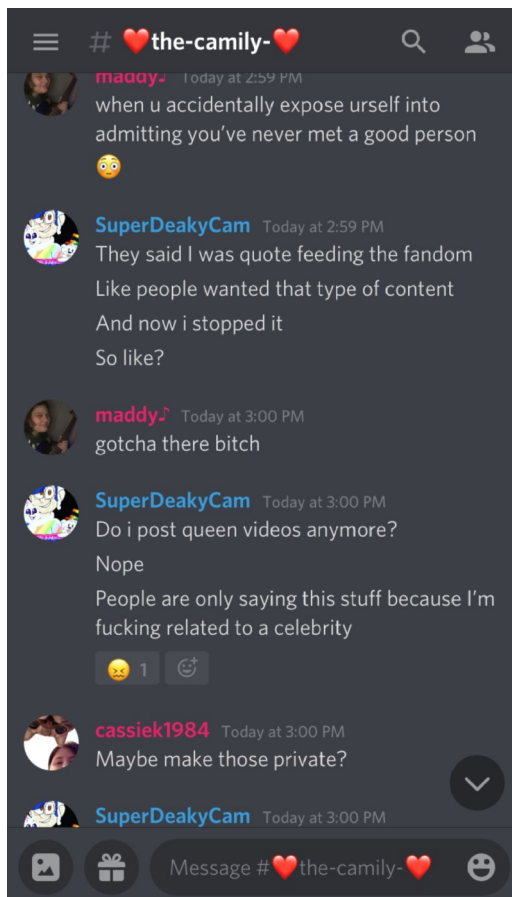 # ❤️the-camily-❤️
maddy♪ Today at 2:59 PM
when u accidentally expose urself into
admitting you've never met a good person
😳
SuperDeakyCam Today at 2:59 PM
They said I was quote feeding the fandom
Like people wanted that type of content
And now i stopped it
So like?
maddy♪ Today at 3:00 PM
gotcha there bitch
SuperDeakyCam Today at 3:00 PM
Do i post queen videos anymore?
Nope
People are only saying this stuff because I'm
fucking related to a celebrity
😖 1
cassiek1984 Today at 3:00 PM
Maybe make those private?
SuperDeakyCam Today at 3:00 PM
Message #❤️the-camily-❤️